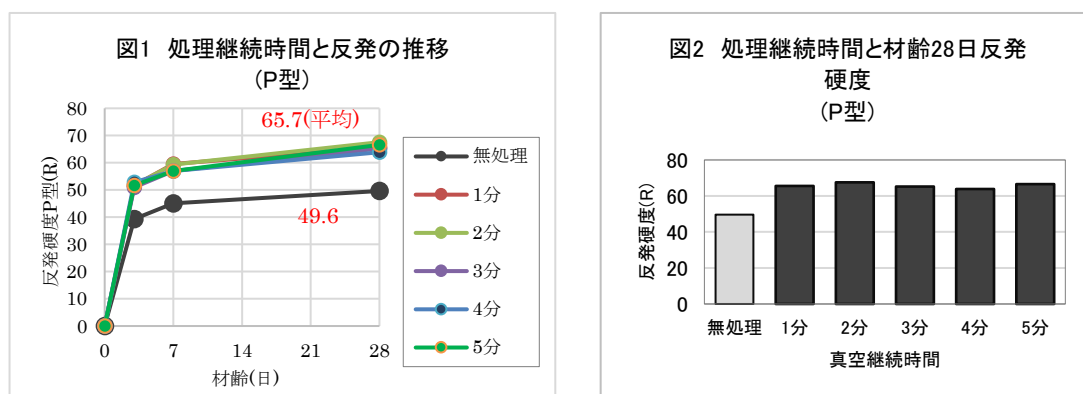 図1 処理継続時間と反発の推移
(P型)
反発硬度P型(R)
80
70
60
50
40
30
20
10
0
65.7(平均)
49.6
0
7
14
21
28
材齢(日)
無処理
1分
2分
3分
4分
5分
図2 処理継続時間と材齢28日反発
硬度
(P型)
反発硬度(R)
80
60
40
20
0
無処理
1分
2分
3分
4分
5分
真空継続時間